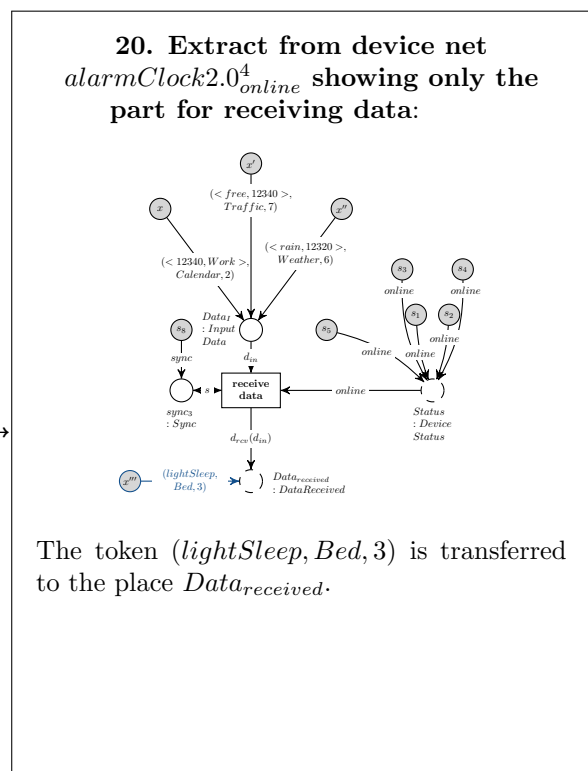 20. Extract from device net
alarmClock2.0⁴online showing only the
part for receiving data:
x′
(< free, 12340 >,
Traffic, 7)
x
x″
(< rain, 12320 >,
Weather, 6)
(< 12340, Work >,
Calendar, 2)
s3
s4
online
online
s1
s2
s5
online
online
online
s8
DataI
: Input
Data
sync
din
s
receive
data
online
sync3
: Sync
Status
: Device
Status
drcv(din)
x‴
(lightSleep,
Bed, 3)
Datareceived
: DataReceived
The token (lightSleep, Bed, 3) is transferred
to the place Datareceived.